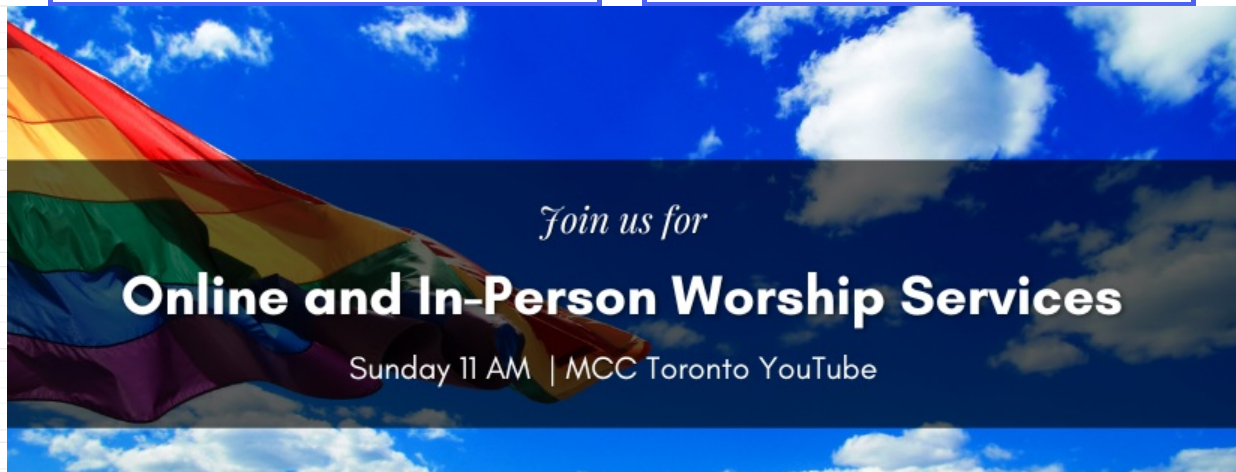 Join us for
Online and In-Person Worship Services
Sunday 11 AM | MCC Toronto YouTube